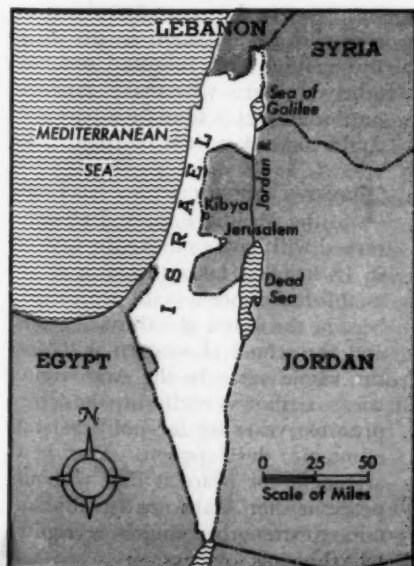 LEBANON
SYRIA
Sea of
Galilee
MEDITERRANEAN
SEA
ISRAEL
Jordan R.
Kibya
Jerusalem
Dead
Sea
EGYPT
JORDAN
N
0 25 50
Scale of Miles